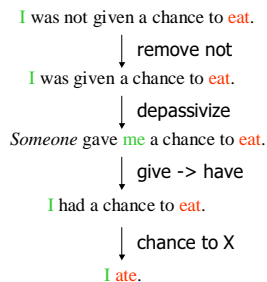 I was not given a chance to eat.
remove not
I was given a chance to eat.
depassivize
Someone gave me a chance to eat.
give -> have
I had a chance to eat.
chance to X
I ate.